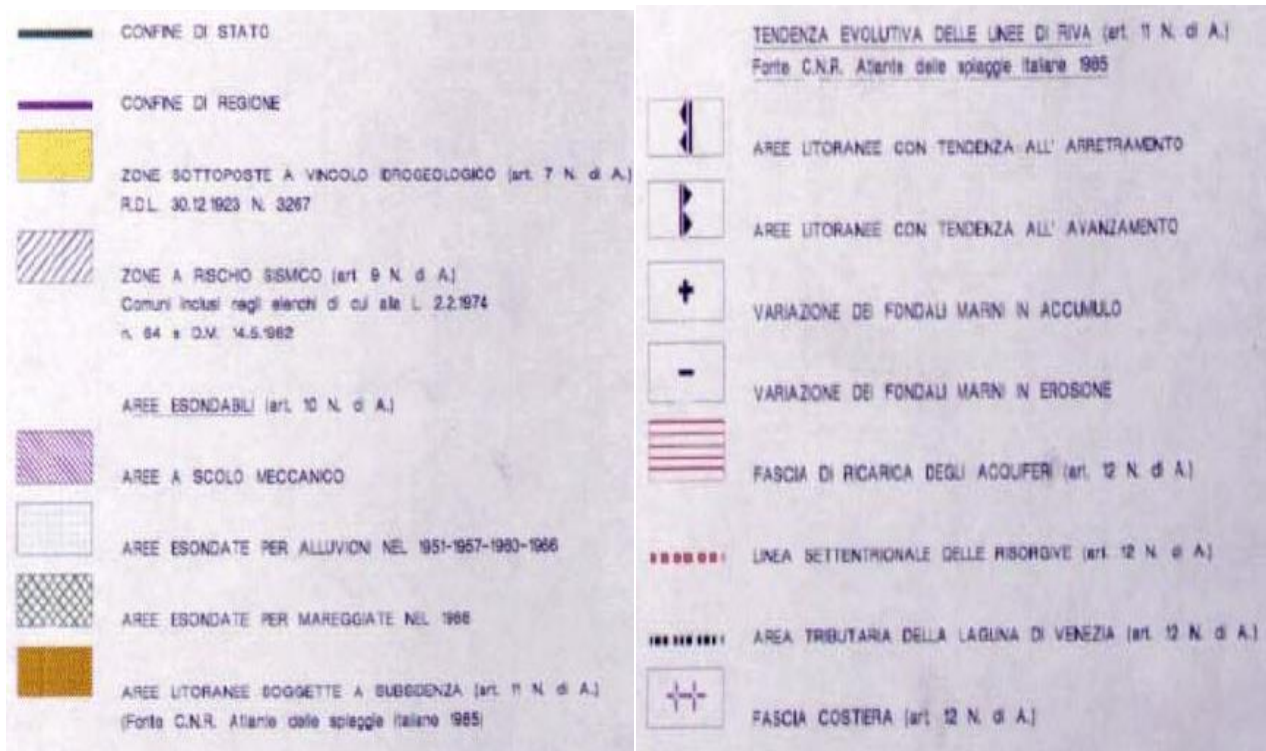 CONFINE DI STATO
CONFINE DI REGIONE
ZONE SOTTOPOSTE A VINCOLO IDROGEOLOGICO (art. 7 N. di A.)
R.D.L. 30.12.1923 N. 3267
ZONE A RISCHIO SISMICO (art. 9 N. di A.)
Comuni inclusi negli elenchi di cui alla L. 2.2.1974
n. 64 e D.M. 14.5.1982
AREE ESONDABILI (art. 10 N. di A.)
AREE A SCOLO MECCANICO
AREE ESONDATE PER ALLUVIONI NEL 1951-1957-1960-1966
AREE ESONDATE PER MAREGGIATE NEL 1966
AREE LITORANEE SOGGETTE A SUBSIDENZA (art. 11 N. di A.)
(Fonte C.N.R. Atlante delle spiaggie italiane 1985)
TENDENZA EVOLUTIVA DELLE LINEE DI RIVA (art. 11 N. di A.)
Fonte C.N.R. Atlante delle spiaggie italiane 1985
AREE LITORANEE CON TENDENZA ALL' ARRETRAMENTO
AREE LITORANEE CON TENDENZA ALL' AVANZAMENTO
+
VARIAZIONE DEI FONDALI MARINI IN ACCUMULO
-
VARIAZIONE DEI FONDALI MARINI IN EROSIONE
FASCIA DI RICARICA DEGLI ACQUIFERI (art. 12 N. di A.)
LINEA SETTENTRIONALE DELLE RISORGIVE (art. 12 N. di A.)
AREA TRIBUTARIA DELLA LAGUNA DI VENEZIA (art. 12 N. di A.)
FASCIA COSTIERA (art. 12 N. di A.)